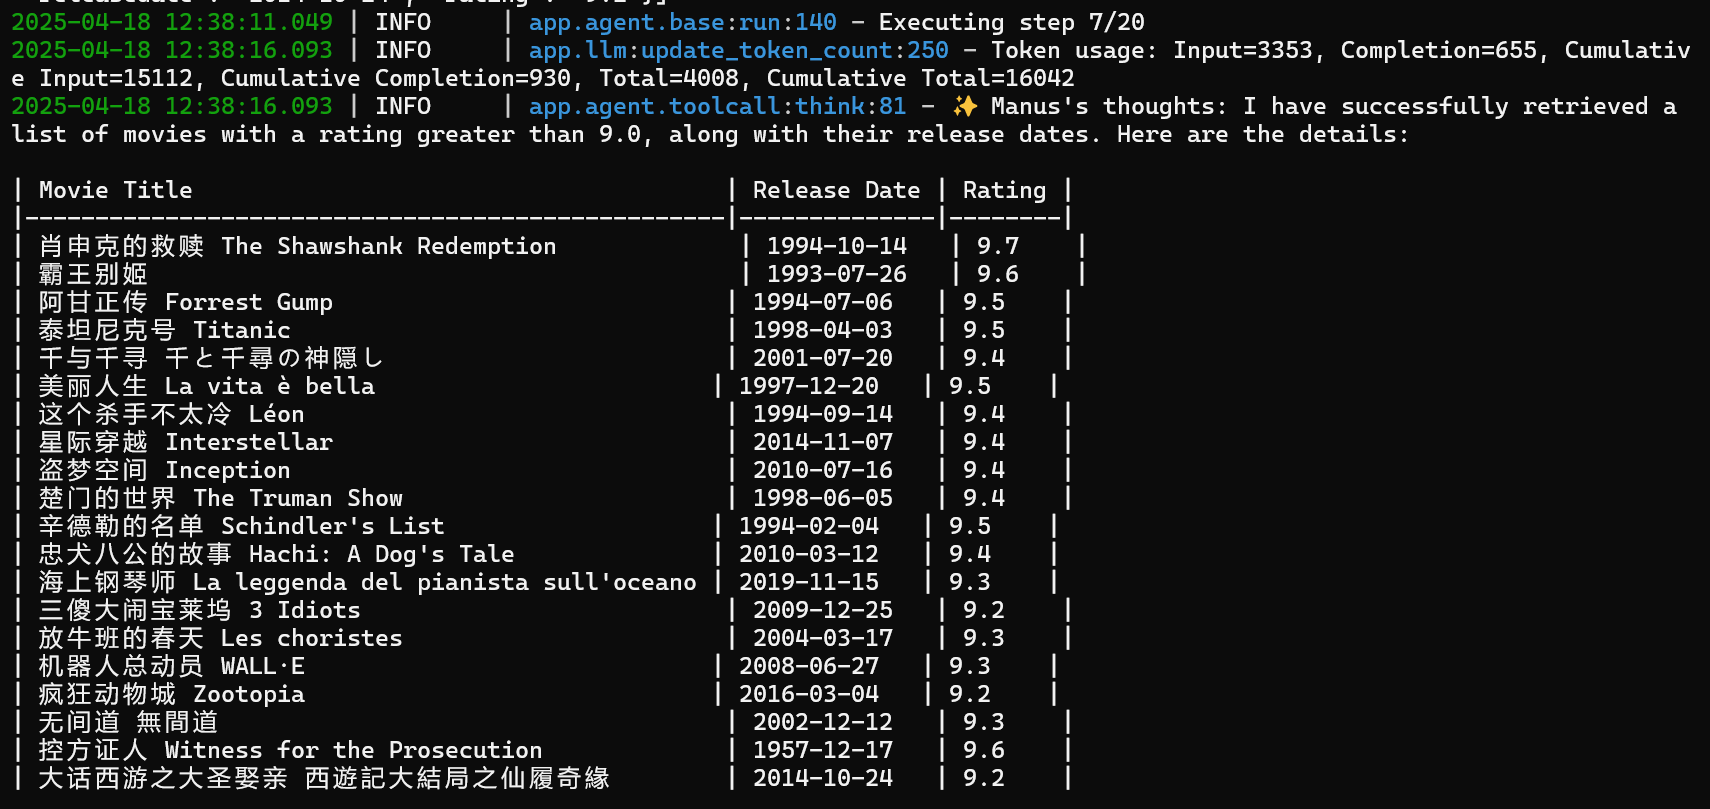 2025-04-18 12:38:11.049 | INFO     | app.agent.base:run:140 - Executing step 7/20
2025-04-18 12:38:16.093 | INFO     | app.llm:update_token_count:250 - Token usage: Input=3353, Completion=655, Cumulativ
e Input=15112, Cumulative Completion=930, Total=4008, Cumulative Total=16042
2025-04-18 12:38:16.093 | INFO     | app.agent.toolcall:think:81 - ✨ Manus's thoughts: I have successfully retrieved a
list of movies with a rating greater than 9.0, along with their release dates. Here are the details:
| Movie Title                                      | Release Date | Rating |
|--------------------------------------------------|--------------|--------|
| 肖申克的救赎 The Shawshank Redemption             | 1994-10-14   | 9.7    |
| 霸王别姬                                          | 1993-07-26   | 9.6    |
| 阿甘正传 Forrest Gump                            | 1994-07-06   | 9.5    |
| 泰坦尼克号 Titanic                               | 1998-04-03   | 9.5    |
| 千与千寻 千と千尋の神隠し                        | 2001-07-20   | 9.4    |
| 美丽人生 La vita è bella                        | 1997-12-20   | 9.5    |
| 这个杀手不太冷 Léon                              | 1994-09-14   | 9.4    |
| 星际穿越 Interstellar                            | 2014-11-07   | 9.4    |
| 盗梦空间 Inception                               | 2010-07-16   | 9.4    |
| 楚门的世界 The Truman Show                       | 1998-06-05   | 9.4    |
| 辛德勒的名单 Schindler's List                   | 1994-02-04   | 9.5    |
| 忠犬八公的故事 Hachi: A Dog's Tale              | 2010-03-12   | 9.4    |
| 海上钢琴师 La leggenda del pianista sull'oceano | 2019-11-15   | 9.3    |
| 三傻大闹宝莱坞 3 Idiots                          | 2009-12-25   | 9.2    |
| 放牛班的春天 Les choristes                       | 2004-03-17   | 9.3    |
| 机器人总动员 WALL·E                             | 2008-06-27   | 9.3    |
| 疯狂动物城 Zootopia                             | 2016-03-04   | 9.2    |
| 无间道 無間道                                    | 2002-12-12   | 9.3    |
| 控方证人 Witness for the Prosecution             | 1957-12-17   | 9.6    |
| 大话西游之大圣娶亲 西遊記大結局之仙履奇緣        | 2014-10-24   | 9.2    |